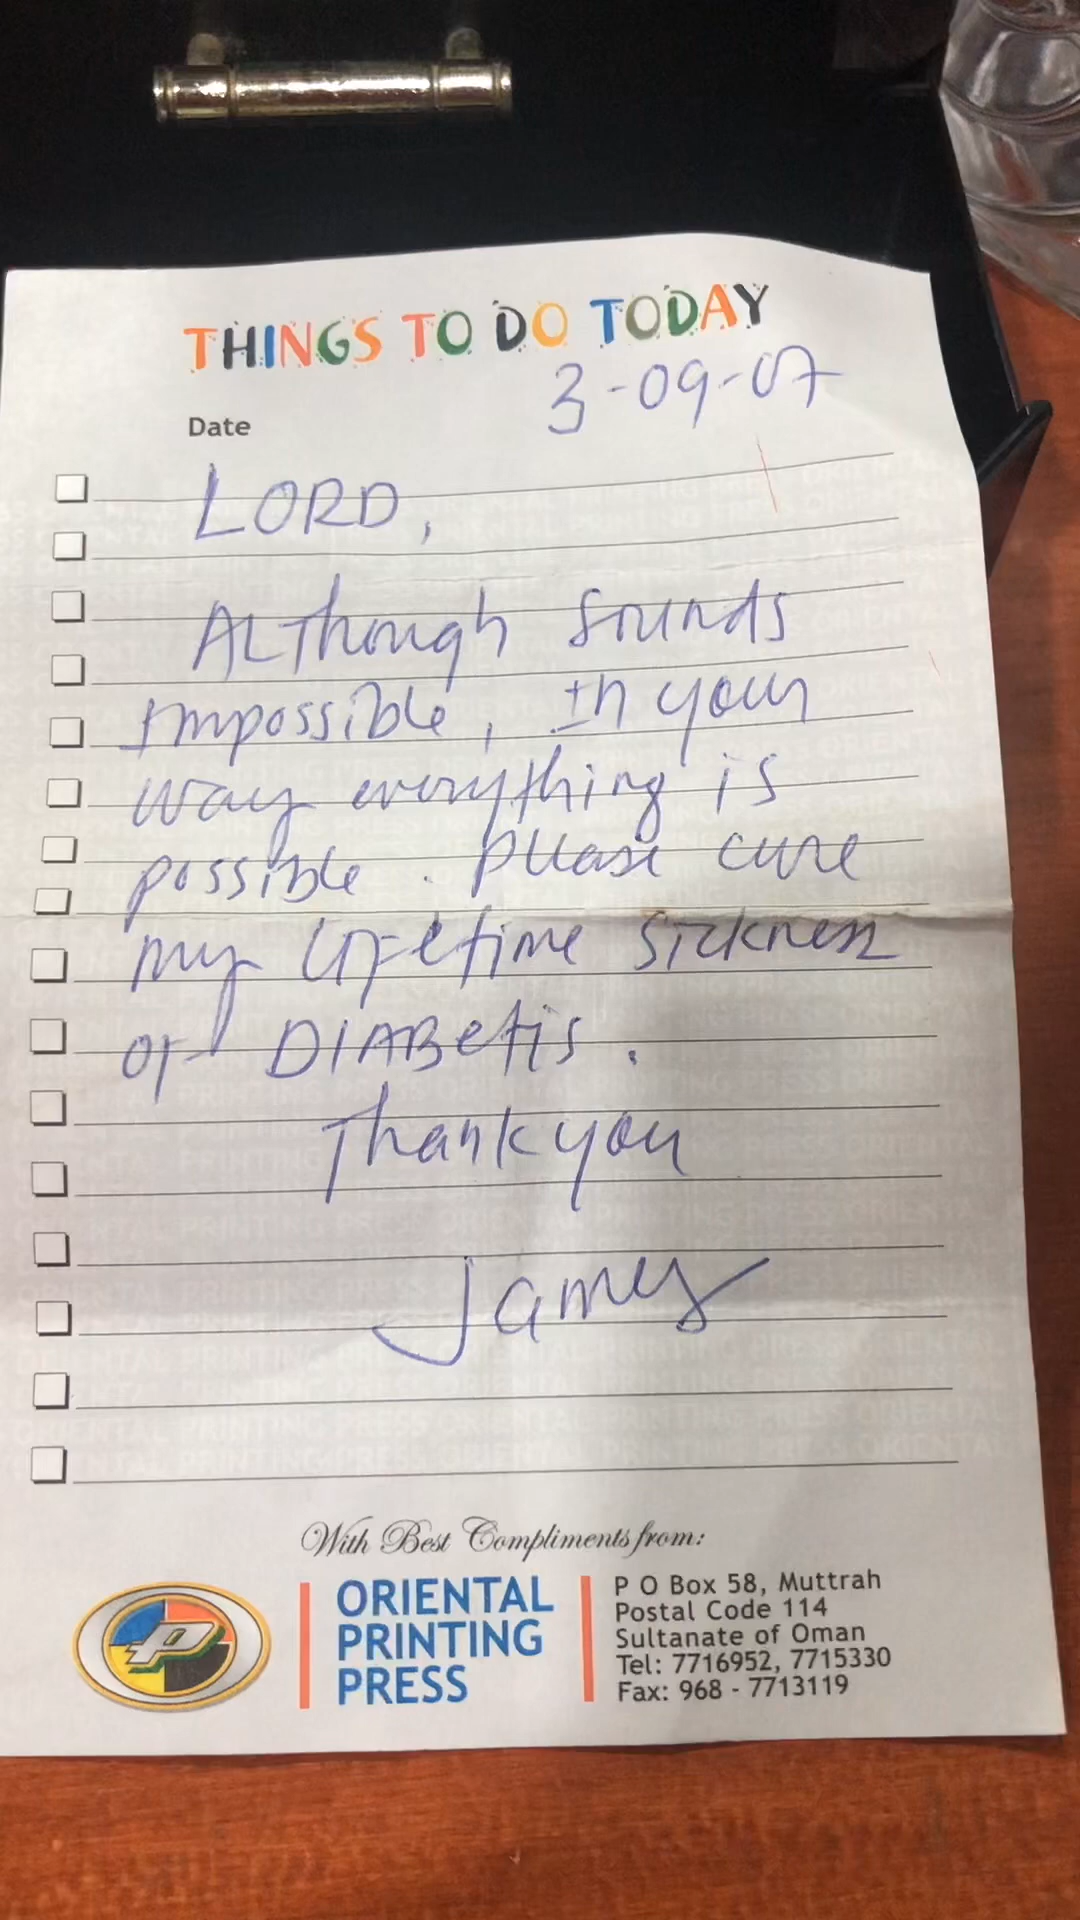 THINGS TO DO TODAY
3-09-07
Date
LORD,
ALthough sounds
Impossible, In your
way everything is
possible. please cure
my Lifetime sickness
of DIABetis.
Thank you
James
With Best Compliments from:
ORIENTAL
PRINTING
PRESS
P O Box 58, Muttrah
Postal Code 114
Sultanate of Oman
Tel: 7716952, 7715330
Fax: 968 - 7713119